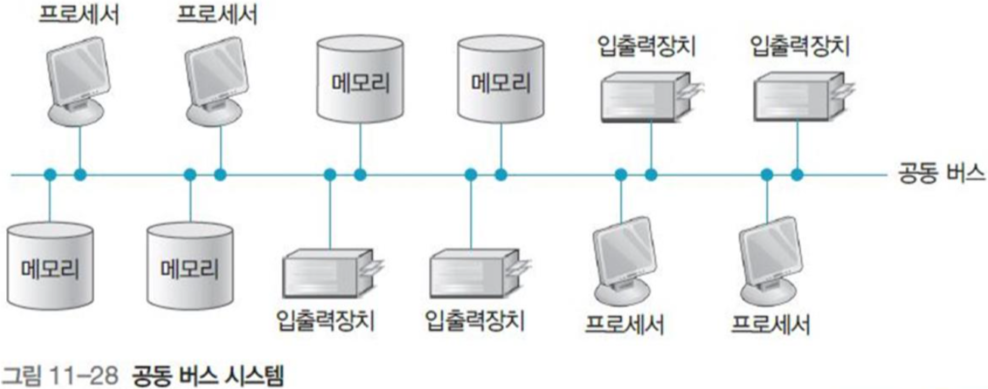 프로세서 프로세서
입출력장치 입출력장치
메모리 메모리
공동 버스
메모리 메모리
입출력장치 입출력장치 프로세서 프로세서
그림 11-28 공동 버스 시스템